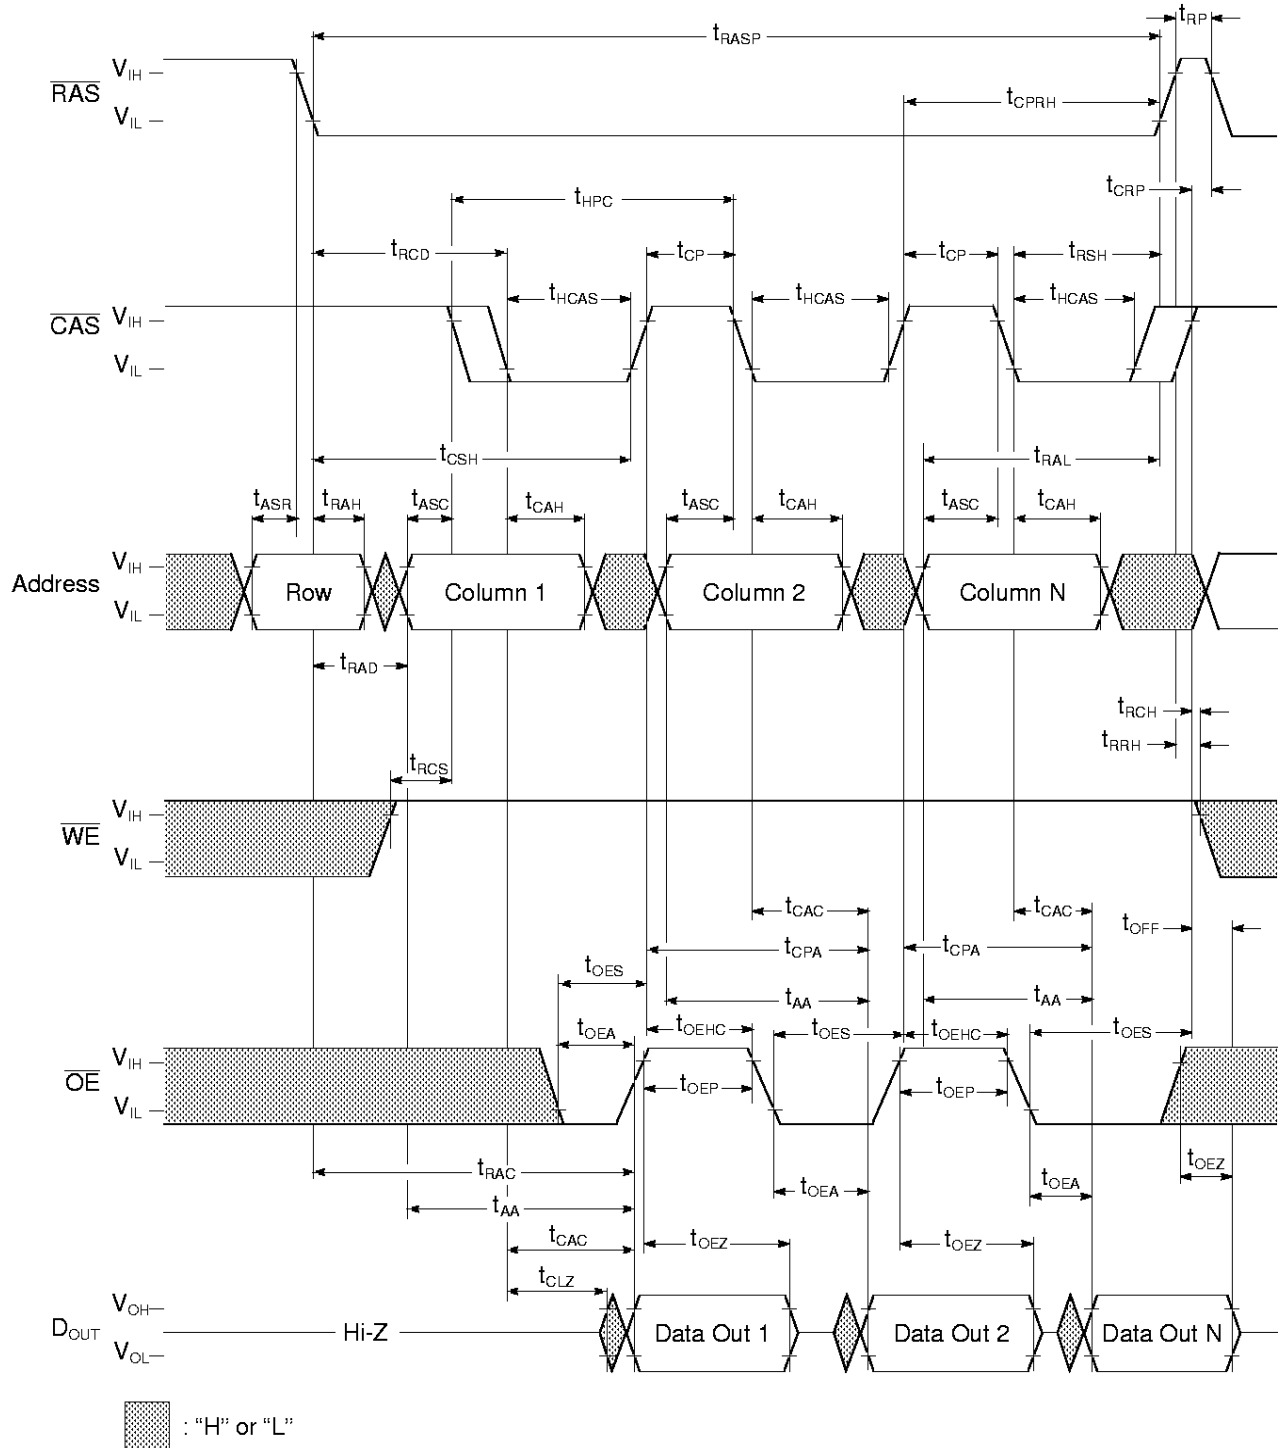 tRP
tRASP
RAS VIH
VIL
tCPRH
tCRP
tHPC
tRCD tCP tCP tRSH
tHCAS tHCAS tHCAS
CAS VIH
VIL
tCSH tRAL
tASR tRAH tASC tCAH tASC tCAH tASC tCAH
Address VIH
VIL
Row Column 1 Column 2 Column N
tRAD
tRCH
tRRH
tRCS
WE VIH
VIL
tCAC tCAC
tOFF
tCPA tCPA
tOES
tAA tAA
tOEA tOEHC tOES tOEHC tOES
OE VIH
VIL
tOEP tOEP
tRAC tOEZ
tOEA tOEA
tAA
tCAC tOEZ tOEZ
tCLZ
DOUT VOH
VOL
Hi-Z Data Out 1 Data Out 2 Data Out N
: “H” or “L”